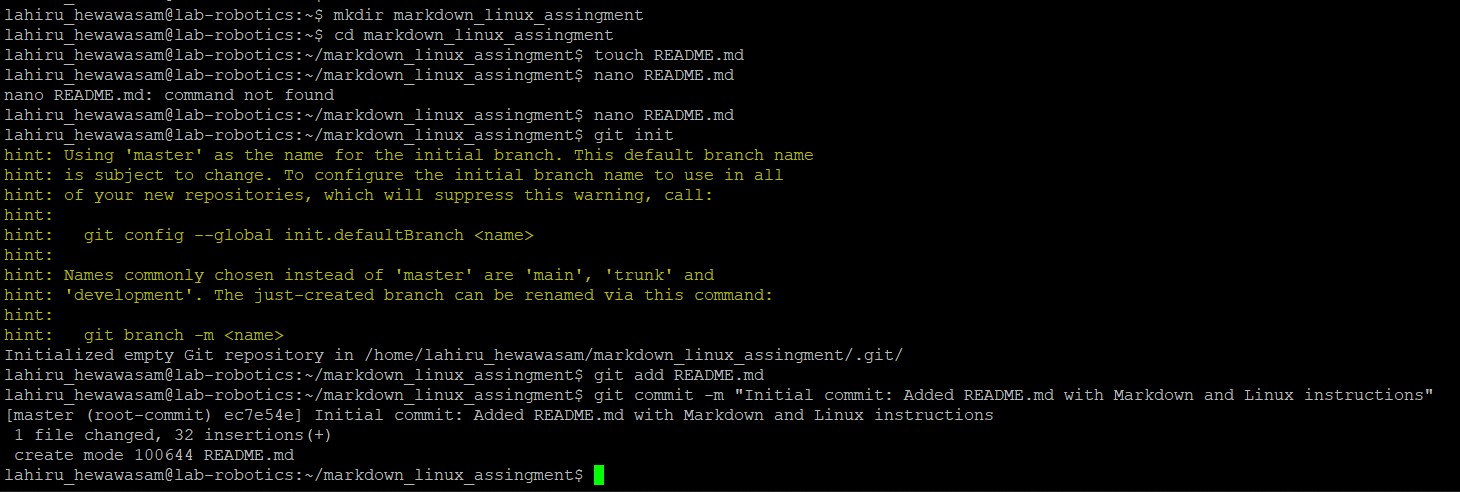 lahiru_hewawasam@lab-robotics:~$ mkdir markdown_linux_assingment
lahiru_hewawasam@lab-robotics:~$ cd markdown_linux_assingment
lahiru_hewawasam@lab-robotics:~/markdown_linux_assingment$ touch README.md
lahiru_hewawasam@lab-robotics:~/markdown_linux_assingment$ nano README.md
nano README.md: command not found
lahiru_hewawasam@lab-robotics:~/markdown_linux_assingment$ nano README.md
lahiru_hewawasam@lab-robotics:~/markdown_linux_assingment$ git init
hint: Using 'master' as the name for the initial branch. This default branch name
hint: is subject to change. To configure the initial branch name to use in all
hint: of your new repositories, which will suppress this warning, call:
hint:
hint:   git config --global init.defaultBranch <name>
hint:
hint: Names commonly chosen instead of 'master' are 'main', 'trunk' and
hint: 'development'. The just-created branch can be renamed via this command:
hint:
hint:   git branch -m <name>
Initialized empty Git repository in /home/lahiru_hewawasam/markdown_linux_assingment/.git/
lahiru_hewawasam@lab-robotics:~/markdown_linux_assingment$ git add README.md
lahiru_hewawasam@lab-robotics:~/markdown_linux_assingment$ git commit -m "Initial commit: Added README.md with Markdown and Linux instructions"
[master (root-commit) ec7e54e] Initial commit: Added README.md with Markdown and Linux instructions
 1 file changed, 32 insertions(+)
 create mode 100644 README.md
lahiru_hewawasam@lab-robotics:~/markdown_linux_assingment$